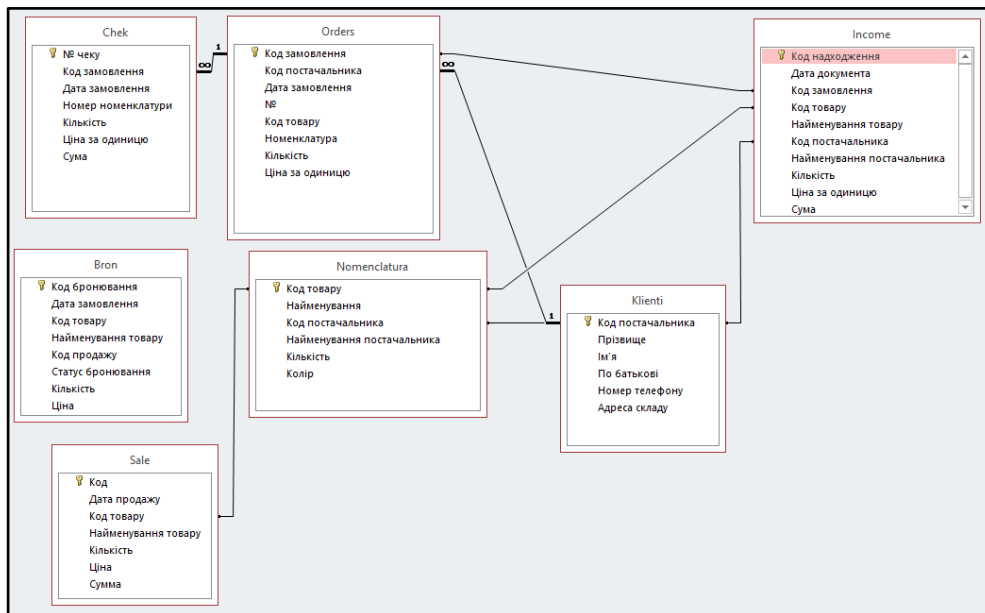 Chek
№ чеку
Код замовлення
Дата замовлення
Номер номенклатури
Кількість
Ціна за одиницю
Сума
1
∞
Orders
Код замовлення
Код постачальника
Дата замовлення
№
Код товару
Номенклатура
Кількість
Ціна за одиницю
∞
Income
Код надходження
Дата документа
Код замовлення
Код товару
Найменування товару
Код постачальника
Найменування постачальника
Кількість
Ціна за одиницю
Сума
Bron
Код бронювання
Дата замовлення
Код товару
Найменування товару
Код продажу
Статус бронювання
Кількість
Ціна
Nomenclatura
Код товару
Найменування
Код постачальника
Найменування постачальника
Кількість
Колір
1
Klienti
Код постачальника
Прізвище
Ім'я
По батькові
Номер телефону
Адреса складу
Sale
Код
Дата продажу
Код товару
Найменування товару
Кількість
Ціна
Сумма